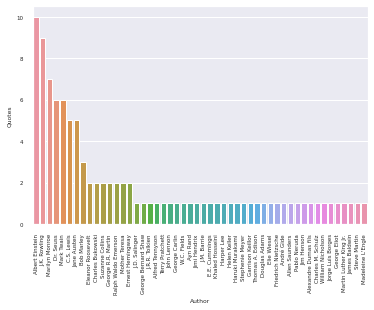 10
8
6
4
2
0
Quotes
Albert Einstein
J.K. Rowling
Marilyn Monroe
Dr. Seuss
Mark Twain
C.S. Lewis
Jane Austen
Bob Marley
Eleanor Roosevelt
Charles Bukowski
Suzanne Collins
George R.R. Martin
Ralph Waldo Emerson
Mother Teresa
Ernest Hemingway
J.D. Salinger
George Bernard Shaw
J.R.R. Tolkien
Alfred Tennyson
Terry Pratchett
John Lennon
George Carlin
W.C. Fields
Ayn Rand
Jimi Hendrix
J.M. Barrie
E.E. Cummings
Khaled Hosseini
Harper Lee
Helen Keller
Haruki Murakami
Stephenie Meyer
Garrison Keillor
Thomas A. Edison
Douglas Adams
Elie Wiesel
Friedrich Nietzsche
André Gide
Allen Saunders
Pablo Neruda
Jim Henson
Alexandre Dumas fils
Charles M. Schulz
William Nicholson
Jorge Luis Borges
George Eliot
Martin Luther King Jr.
James Baldwin
Steve Martin
Madeleine L'Engle
Author